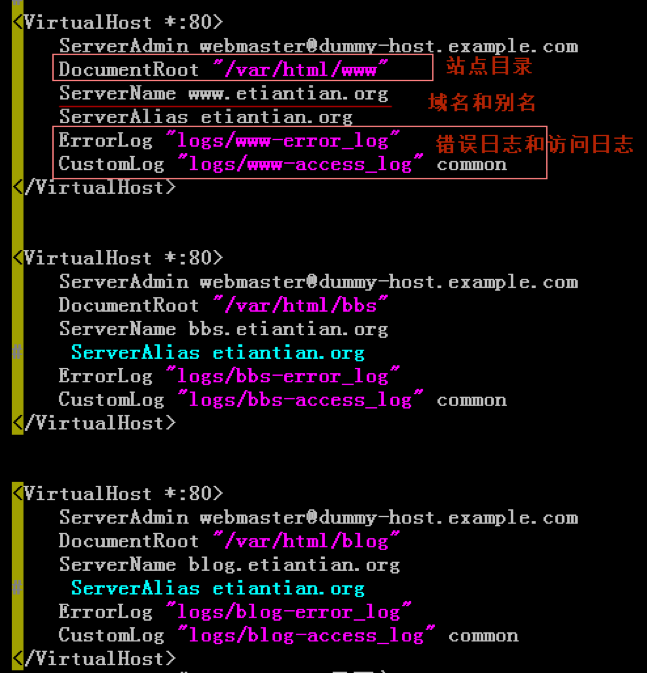 <VirtualHost *:80>
ServerAdmin webmaster@dummy-host.example.com
DocumentRoot "/var/html/www" 站点目录
ServerName www.etiantian.org
域名和别名
ServerAlias etiantian.org
ErrorLog "logs/www-error_log" 错误日志和访问日志
CustomLog "logs/www-access_log" common
</VirtualHost>
<VirtualHost *:80>
ServerAdmin webmaster@dummy-host.example.com
DocumentRoot "/var/html/bbs"
ServerName bbs.etiantian.org
# ServerAlias etiantian.org
ErrorLog "logs/bbs-error_log"
CustomLog "logs/bbs-access_log" common
</VirtualHost>
<VirtualHost *:80>
ServerAdmin webmaster@dummy-host.example.com
DocumentRoot "/var/html/blog"
ServerName blog.etiantian.org
# ServerAlias etiantian.org
ErrorLog "logs/blog-error_log"
CustomLog "logs/blog-access_log" common
</VirtualHost>